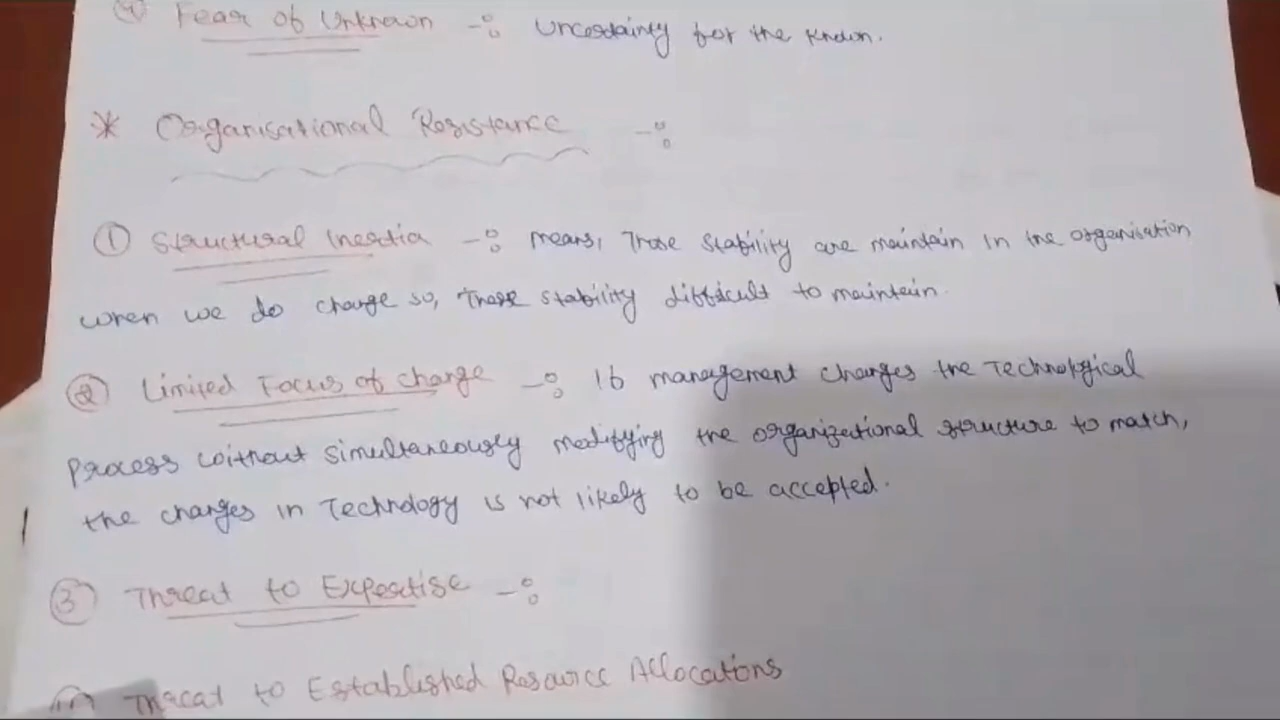 ④ Fear of Unknown -: Uncertainty for the known.
* Organisational Resistance -:
① Structural Inertia -: means, Those stability are maintain in the organisation
when we do change so, those stability difficult to maintain.
② Limited Focus of change -: If management changes the Technological
process without simultaneously modifying the organizational structure to match,
the changes in Technology is not likely to be accepted.
③ Threat to Expertise -:
Threat to Established Resource Allocations